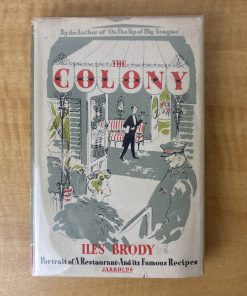 By the Author of 'On The Tip of My Tongue'
THE
COLONY
ILES BRODY
Portrait of A Restaurant-And its Famous Recipes
JARROLDS